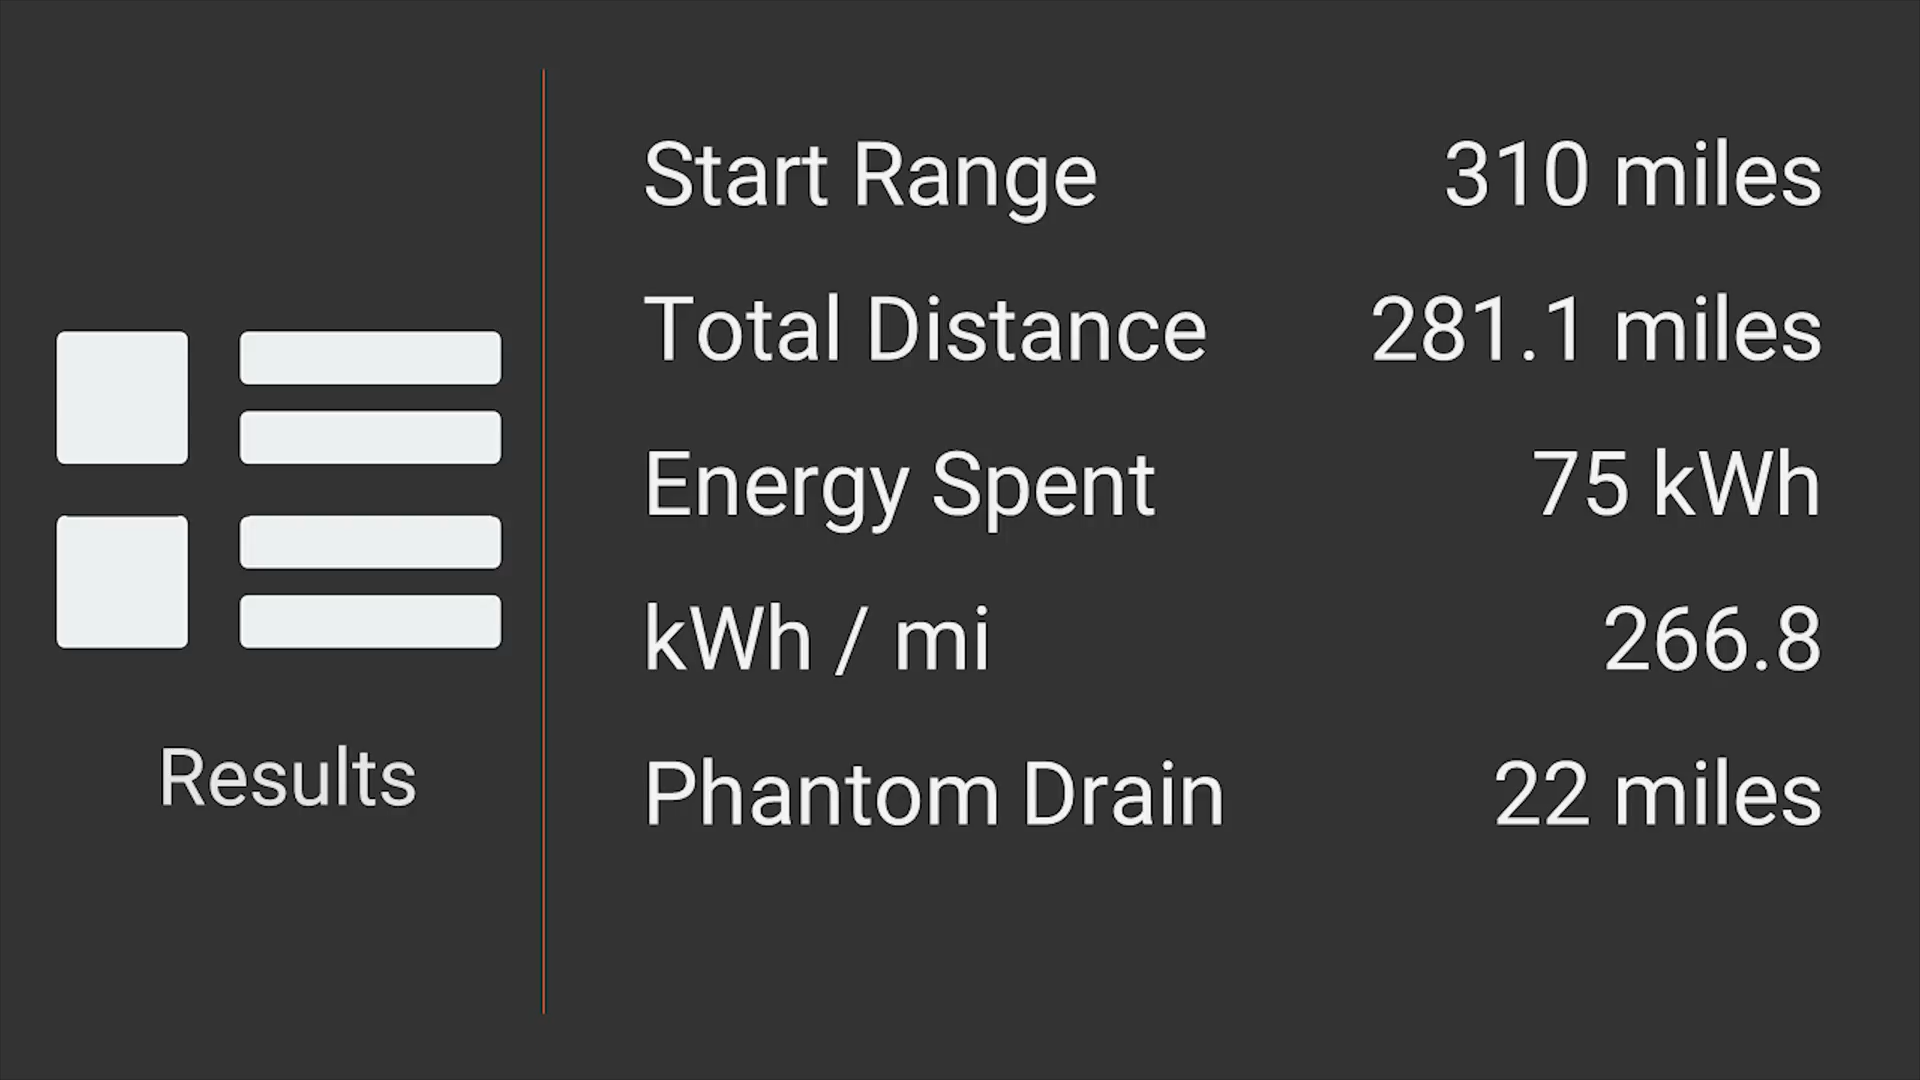 Results
Start Range 310 miles
Total Distance 281.1 miles
Energy Spent 75 kWh
kWh / mi 266.8
Phantom Drain 22 miles